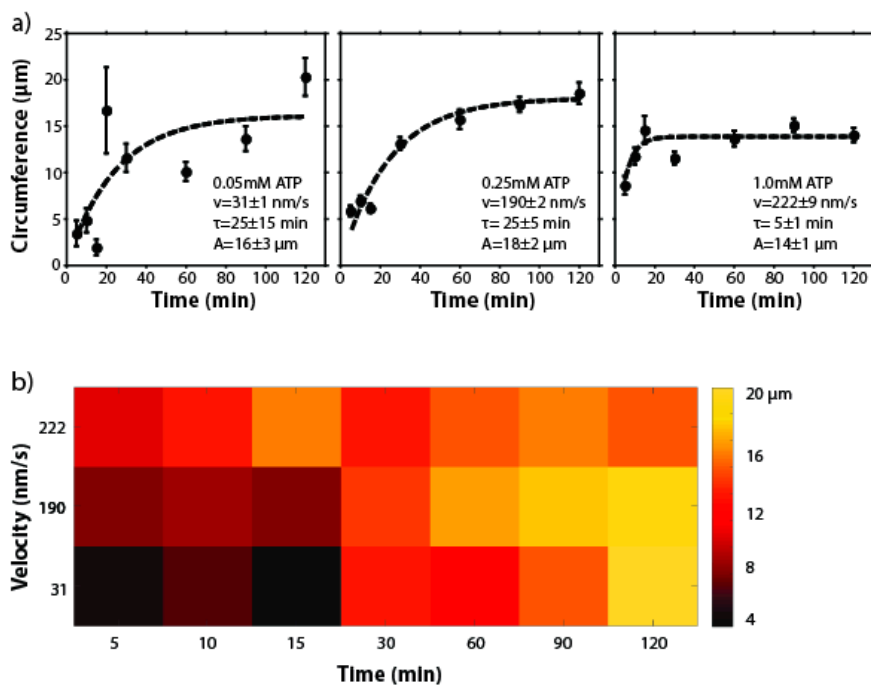 a)
Circumference (μm)
25
20
15
10
5
0
0.05mM ATP
v=31±1 nm/s
τ=25±15 min
A=16±3 μm
0 20 40 60 80 100 120
Time (min)
0.25mM ATP
v=190±2 nm/s
τ=25±5 min
A=18±2 μm
0 20 40 60 80 100 120
Time (min)
1.0mM ATP
v=222±9 nm/s
τ=5±1 min
A=14±1 μm
0 20 40 60 80 100 120
Time (min)
b)
Velocity (nm/s)
222
190
31
5 10 15 30 60 90 120
Time (min)
20 μm
16
12
8
4